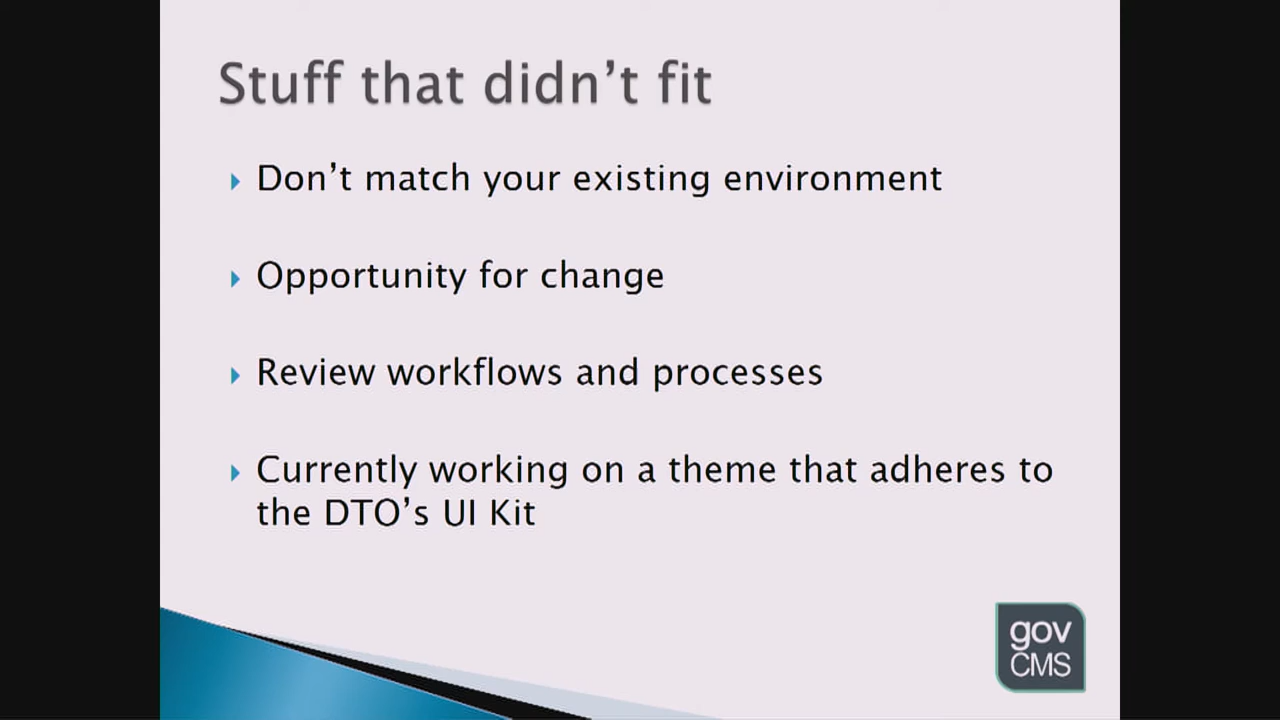 Stuff that didn’t fit
Don’t match your existing environment
Opportunity for change
Review workflows and processes
Currently working on a theme that adheres to
the DTO’s UI Kit
gov
CMS